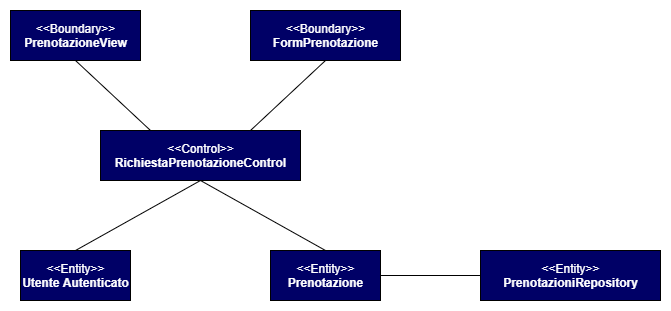 <<Boundary>>
PrenotazioneView
<<Boundary>>
FormPrenotazione
<<Control>>
RichiestaPrenotazioneControl
<<Entity>>
Utente Autenticato
<<Entity>>
Prenotazione
<<Entity>>
PrenotazioniRepository